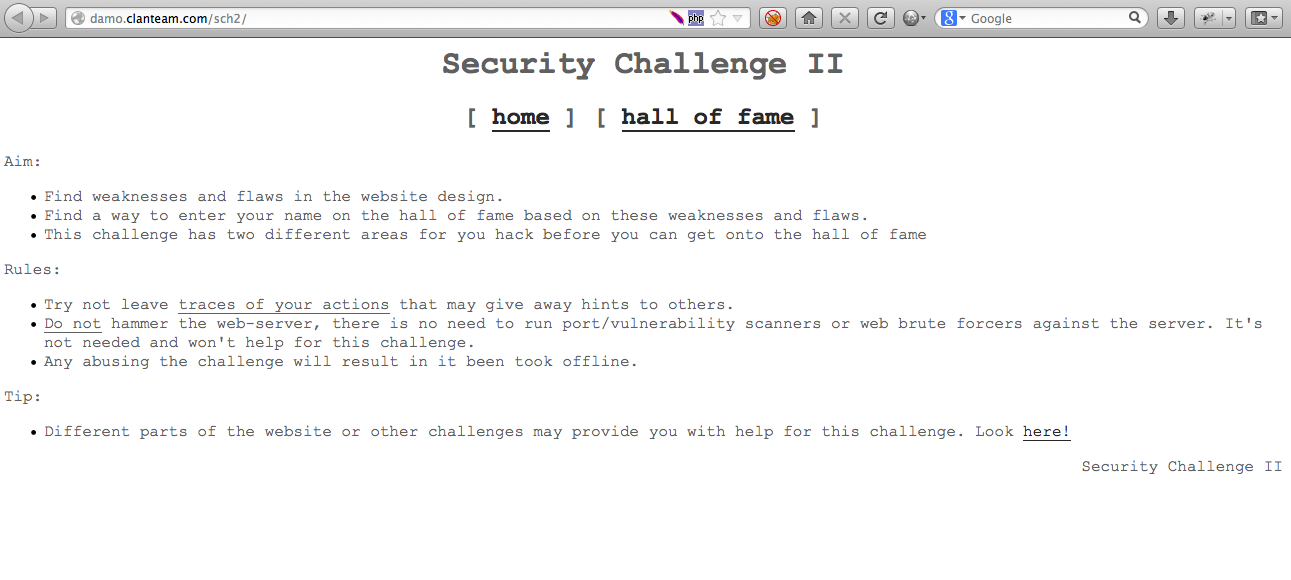 damo.clanteam.com/sch2/
php
8
Google
Security Challenge II
[ home ] [ hall of fame ]
Aim:
• Find weaknesses and flaws in the website design.
• Find a way to enter your name on the hall of fame based on these weaknesses and flaws.
• This challenge has two different areas for you hack before you can get onto the hall of fame
Rules:
• Try not leave traces of your actions that may give away hints to others.
• Do not hammer the web-server, there is no need to run port/vulnerability scanners or web brute forcers against the server. It's
not needed and won't help for this challenge.
• Any abusing the challenge will result in it been took offline.
Tip:
• Different parts of the website or other challenges may provide you with help for this challenge. Look here!
Security Challenge II